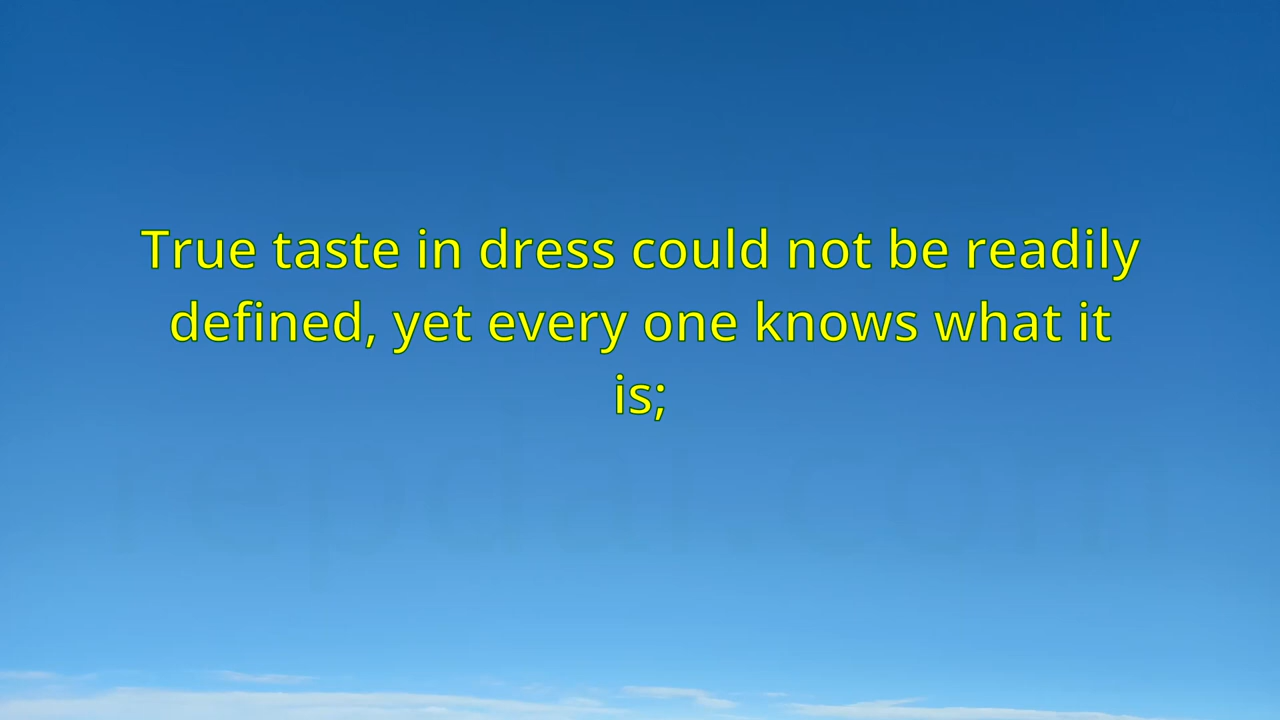 True taste in dress could not be readily
defined, yet every one knows what it
is;